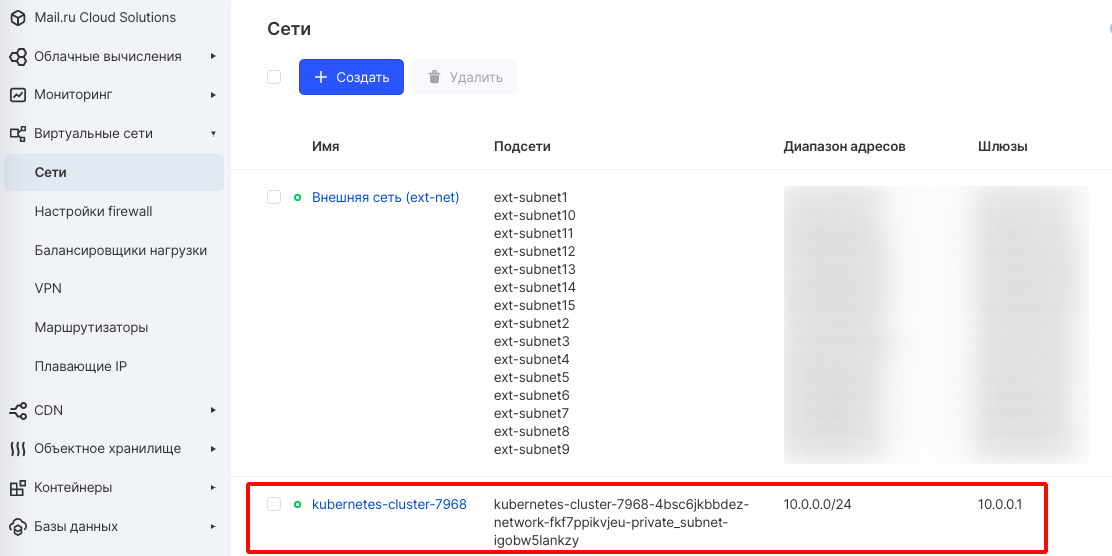 Mail.ru Cloud Solutions
Облачные вычисления
Мониторинг
Виртуальные сети
Сети
Настройки firewall
Балансировщики нагрузки
VPN
Маршрутизаторы
Плавающие IP
CDN
Объектное хранилище
Контейнеры
Базы данных
Сети
Создать Удалить
Имя Подсети Диапазон адресов Шлюзы
Внешняя сеть (ext-net) ext-subnet1
ext-subnet10
ext-subnet11
ext-subnet12
ext-subnet13
ext-subnet14
ext-subnet15
ext-subnet2
ext-subnet3
ext-subnet4
ext-subnet5
ext-subnet6
ext-subnet7
ext-subnet8
ext-subnet9
kubernetes-cluster-7968 kubernetes-cluster-7968-4bsc6jkbbdez- 10.0.0.0/24 10.0.0.1
network-fkf7ppikvjeu-private_subnet-
igobw5lankzy